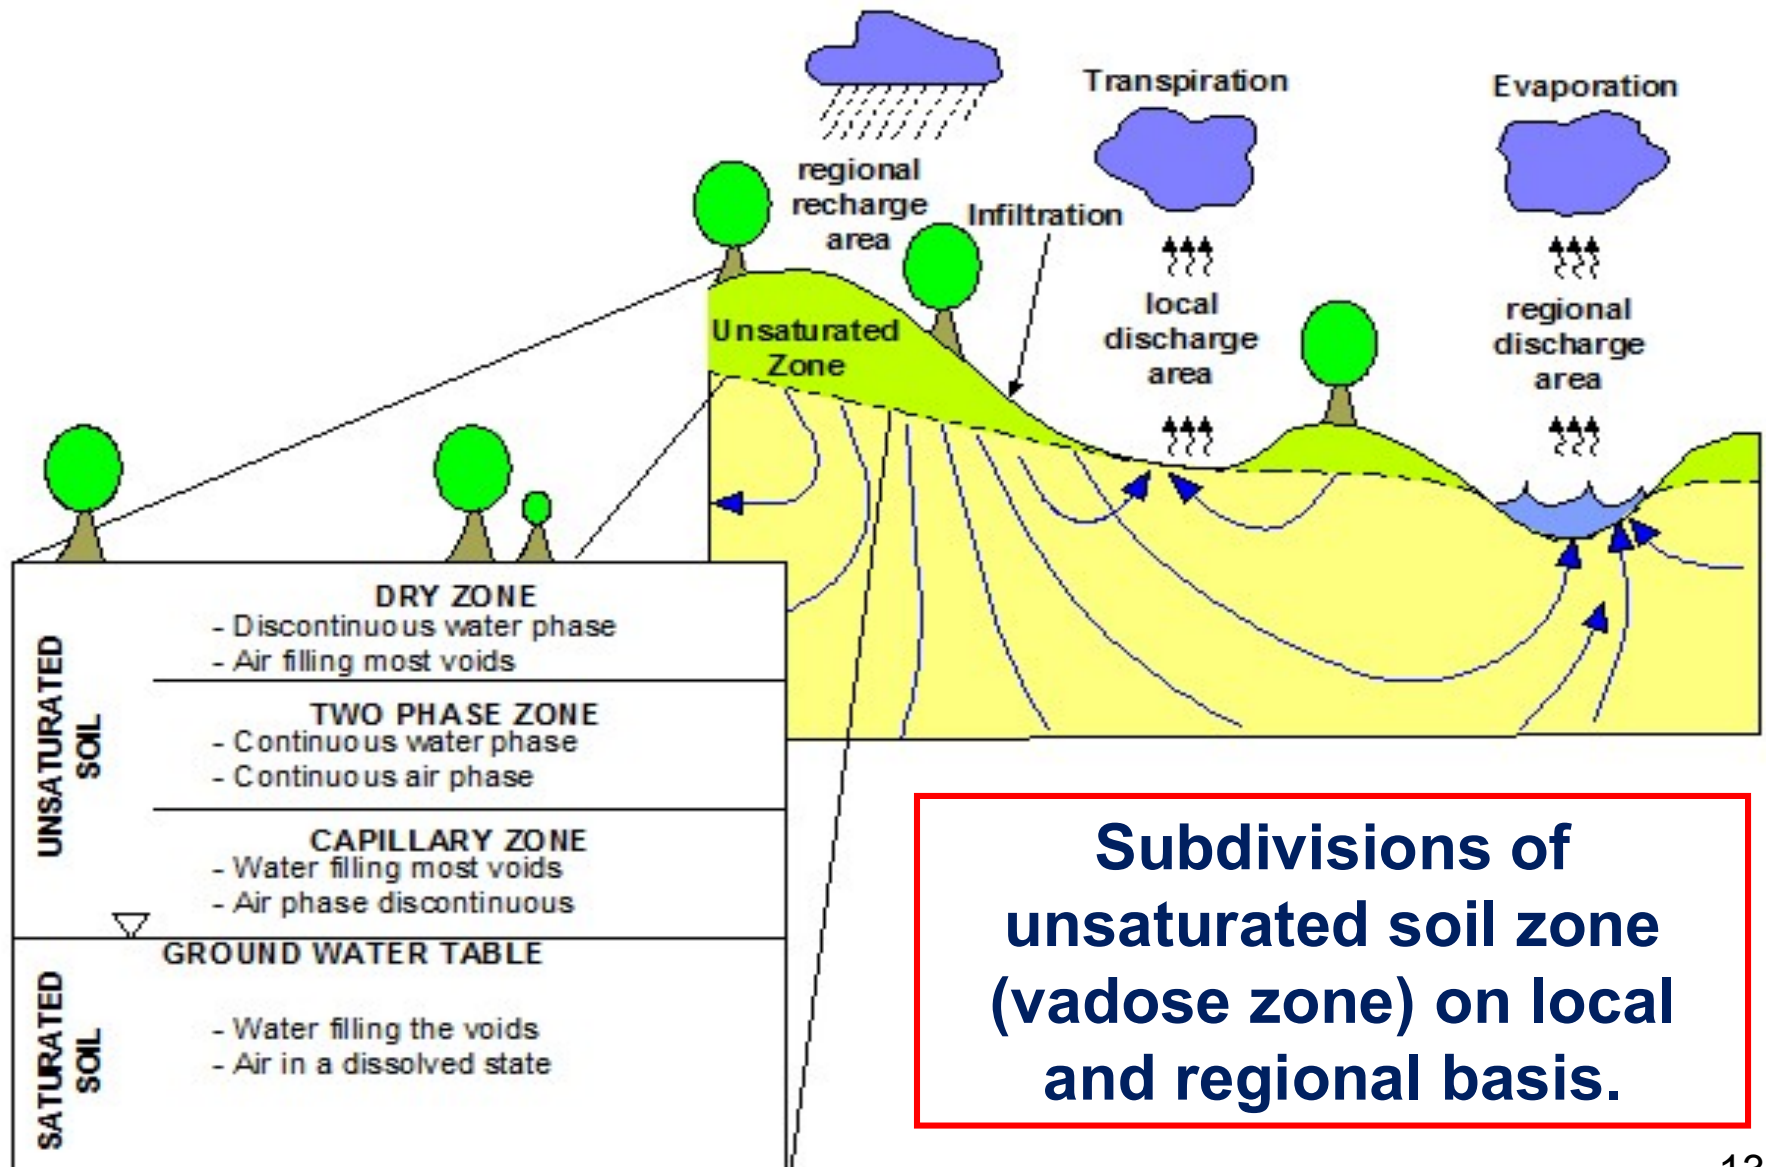 Transpiration
Evaporation
regional
recharge
area
Infiltration
local
discharge
area
regional
discharge
area
Unsaturated
Zone
UNSATURATED
SOIL
DRY ZONE
- Discontinuous water phase
- Air filling most voids
TWO PHASE ZONE
- Continuous water phase
- Continuous air phase
CAPILLARY ZONE
- Water filling most voids
- Air phase discontinuous
GROUND WATER TABLE
SATURATED
SOIL
- Water filling the voids
- Air in a dissolved state
Subdivisions of
unsaturated soil zone
(vadose zone) on local
and regional basis.